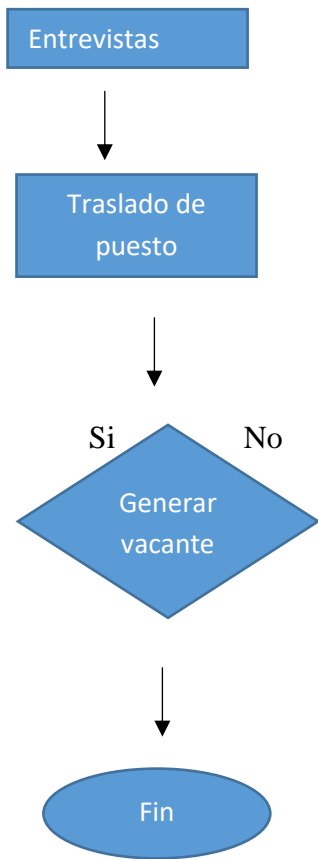 Entrevistas
Traslado de
puesto
Si No
Generar
vacante
Fin